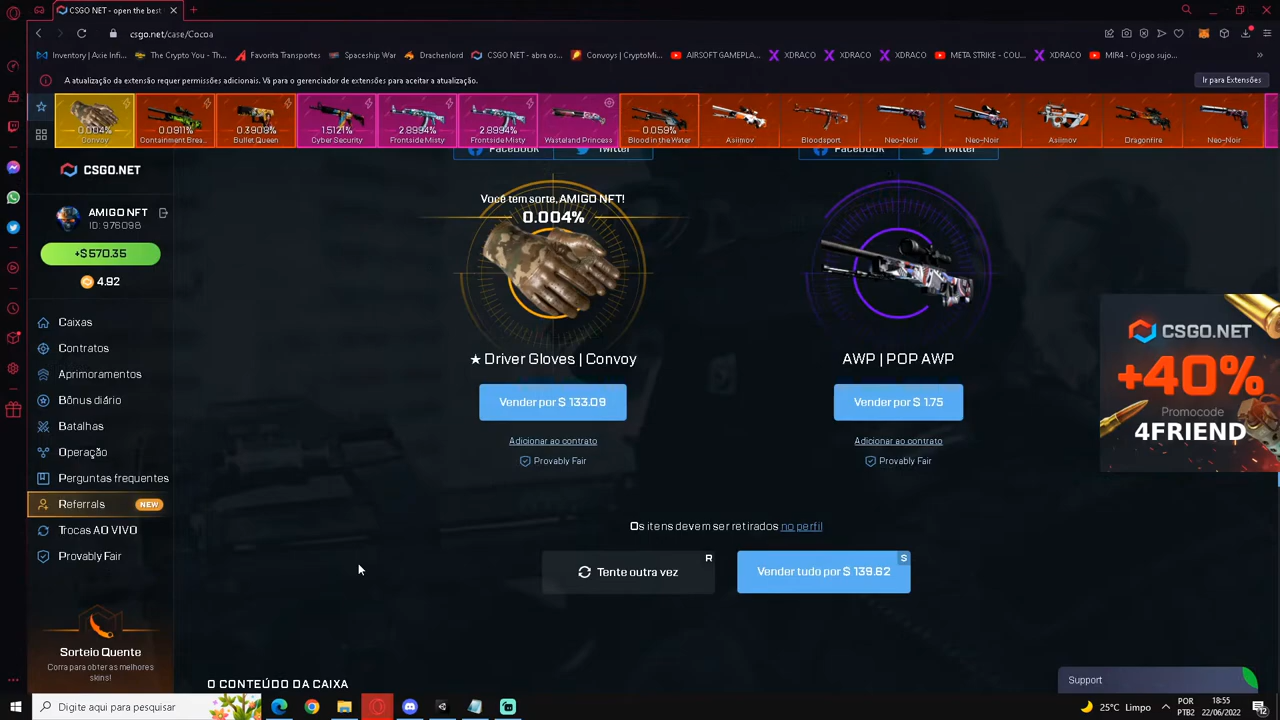 CSGO.NET - open the best
csgo.net/case/Cocoa
Inventory | Axie Infi...
The Crypto You - Th...
Favorita Transportes
Spaceship War
Drachenlord
CSGO NET - abra os...
Convoys | CryptoMi...
AIRSOFT GAMEPLA...
XDRACO
XDRACO
XDRACO
META STRIKE - COU...
XDRACO
MIR4 - O jogo sujo...
A atualização da extensão requer permissões adicionais. Vá para o gerenciador de extensões para aceitar a atualização.
Ir para Extensões
0.004%
Convoy
0.0911%
Containment Brea...
0.3908%
Bullet Queen
1.5121%
Cyber Security
2.8994%
Frontside Misty
2.8994%
Frontside Misty
Wasteland Princess
0.059%
Blood in the Water
Asiimov
Bloodsport
Neo-Noir
Neo-Noir
Asiimov
Dragonfire
Neo-Noir
Facebook
Twitter
Facebook
Twitter
CSGO.NET
AMIGO NFT
ID: 976098
+$570.35
4.92
Caixas
Contratos
Aprimoramentos
Bônus diário
Batalhas
Operação
Perguntas frequentes
Referrals NEW
Trocas AO VIVO
Provably Fair
Sorteio Quente
Corra para obter as melhores
skins!
Você tem sorte, AMIGO NFT!
0.004%
★ Driver Gloves | Convoy
Vender por $ 133.09
Adicionar ao contrato
Provably Fair
AWP | POP AWP
Vender por $ 1.75
Adicionar ao contrato
Provably Fair
Os itens devem ser retirados no perfil
Tente outra vez R
Vender tudo por $ 139.62 S
O CONTEÚDO DA CAIXA
CSGO.NET
+40%
Promocode
4FRIEND
Support
Digite aqui para pesquisar
25°C Limpo
POR
PTB2
18:55
22/06/2022
12